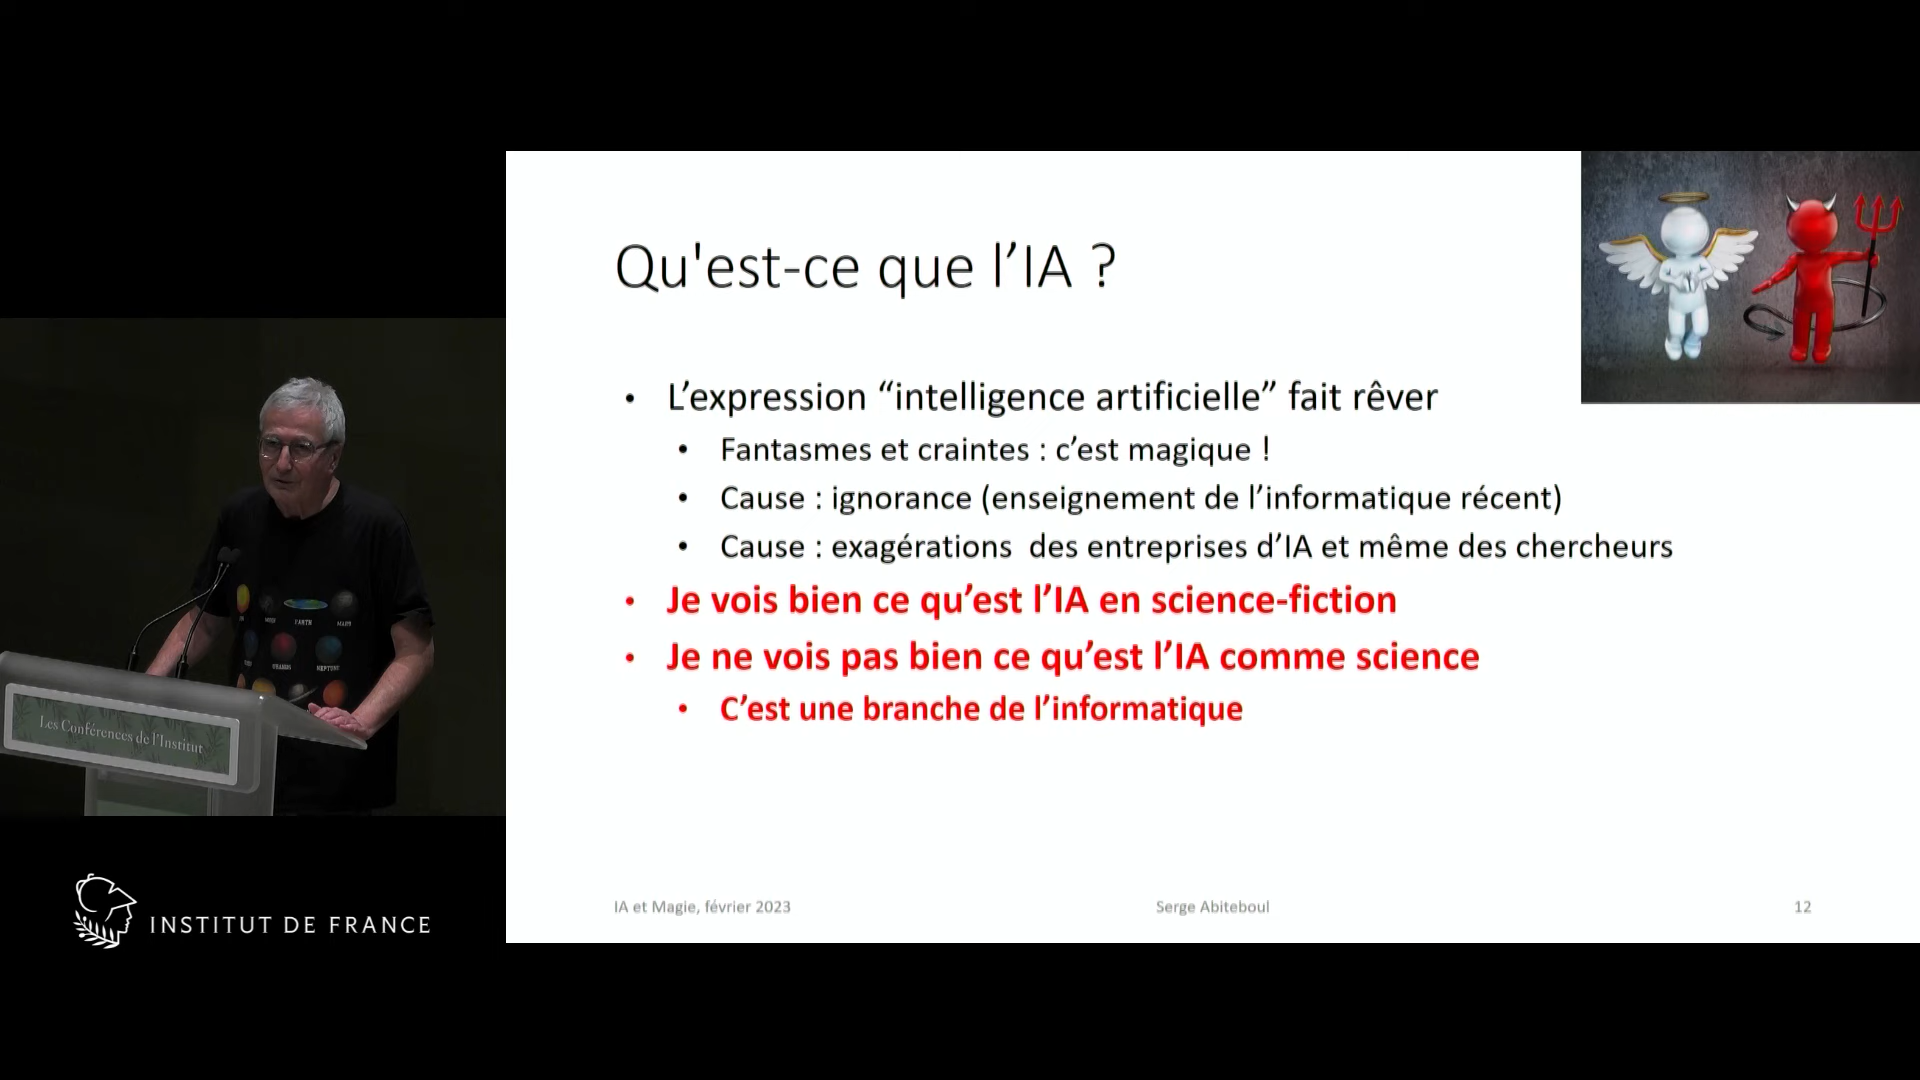 Qu'est-ce que l’IA ?
• L’expression “intelligence artificielle” fait rêver
• Fantasmes et craintes : c’est magique !
• Cause : ignorance (enseignement de l’informatique récent)
• Cause : exagérations  des entreprises d’IA et même des chercheurs
• Je vois bien ce qu’est l’IA en science-fiction
• Je ne vois pas bien ce qu’est l’IA comme science
• C’est une branche de l’informatique
IA et Magie, février 2023
Serge Abiteboul
12
EARTH
MARS
NEPTUNE
Les Conférences de l'Institut
INSTITUT DE FRANCE